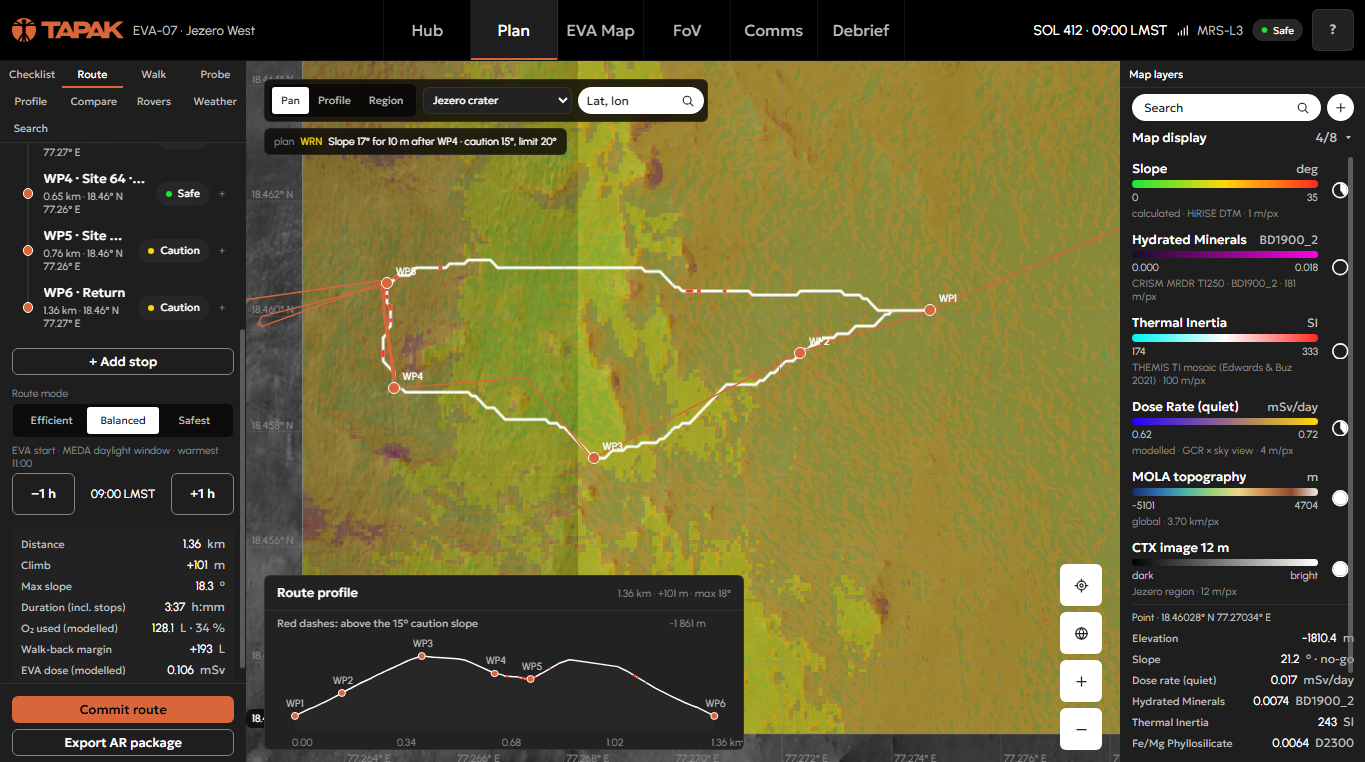 TAPAK
EVA-07 · Jezero West
Hub
Plan
EVA Map
FoV
Comms
Debrief
SOL 412 · 09:00 LMST
MRS-L3
Safe
?
Checklist
Route
Walk
Probe
Profile
Compare
Rovers
Weather
Search
77.27° E
WP4 · Site 64 ·...
0.65 km · 18.46° N
77.26° E
Safe
+
WP5 · Site ...
0.76 km · 18.46° N
77.26° E
Caution
+
WP6 · Return
1.36 km · 18.46° N
77.27° E
Caution
+
+ Add stop
Route mode
Efficient
Balanced
Safest
EVA start · MEDA daylight window · warmest
11:00
−1 h
09:00 LMST
+1 h
Distance 1.36 km
Climb +101 m
Max slope 18.3 °
Duration (incl. stops) 3:37 h:mm
O₂ used (modelled) 128.1 L · 34 %
Walk-back margin +193 L
EVA dose (modelled) 0.106 mSv
Commit route
Export AR package
Pan
Profile
Region
Jezero crater
Lat, lon
plan WRN Slope 17° for 10 m after WP4 · caution 15°, limit 20°
18.462° N
18.460° N
18.458° N
18.456° N
WP1
WP2
WP3
WP4
Route profile
1.36 km · +101 m · max 18°
Red dashes: above the 15° caution slope
-1 861 m
WP1
WP2
WP3
WP4
WP5
WP6
0.00
0.34
0.68
1.02
1.36 km
77.264° E
77.266° E
77.268° E
77.270° E
77.272° E
77.274° E
77.276° E
+
−
Map layers
Search
+
Map display
4/8
Slope deg
0 35
calculated · HiRISE DTM · 1 m/px
Hydrated Minerals BD1900_2
0.000 0.018
CRISM MRDR T1250 · BD1900_2 · 181
m/px
Thermal Inertia SI
174 333
THEMIS TI mosaic (Edwards & Buz
2021) · 100 m/px
Dose Rate (quiet) mSv/day
0.62 0.72
modelled · GCR × sky view · 4 m/px
MOLA topography m
-5101 4704
global · 3.70 km/px
CTX image 12 m
dark bright
Jezero region · 12 m/px
Point · 18.46028° N 77.27034° E
Elevation -1810.4 m
Slope 21.2 ° · no-go
Dose rate (quiet) 0.017 mSv/day
Hydrated Minerals 0.0074 BD1900_2
Thermal Inertia 243 SI
Fe/Mg Phyllosilicate 0.0064 D2300